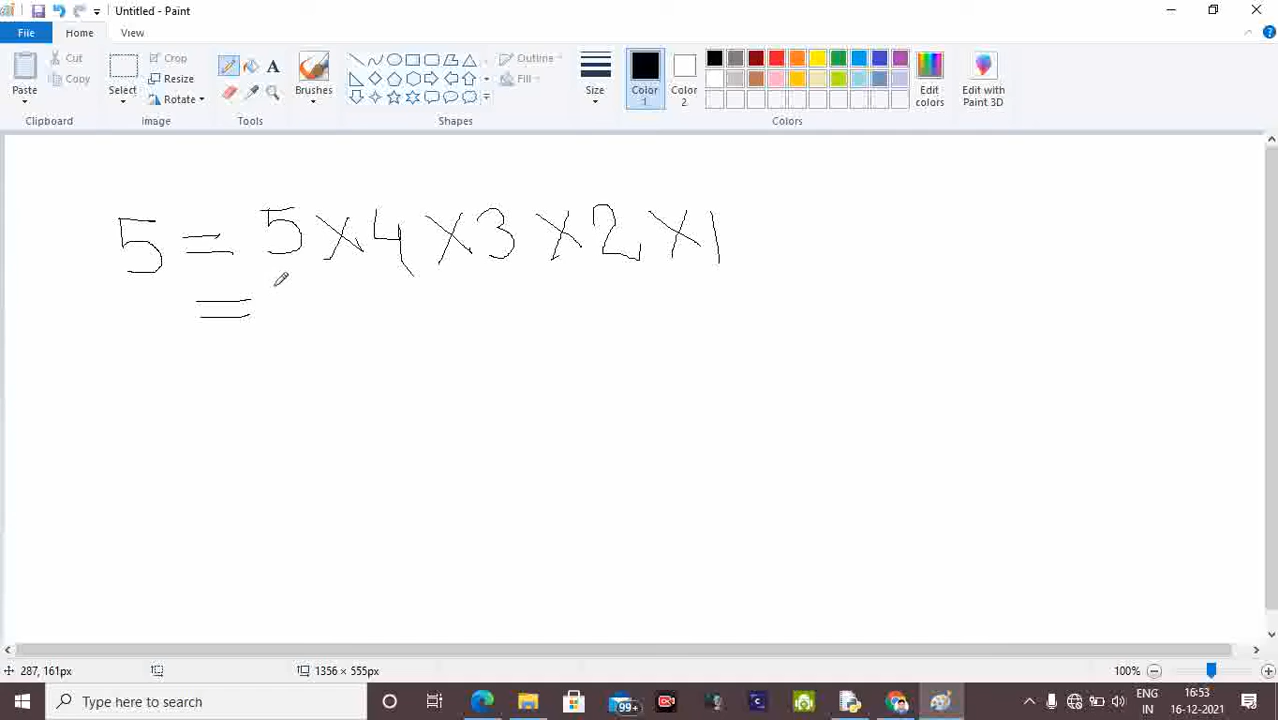 Untitled - Paint
File Home View
Paste
Cut
Copy
Clipboard
Select
Crop
Resize
Rotate
Image
A
Tools
Brushes
Outline
Fill
Shapes
Size
Color 1
Color 2
Edit colors
Edit with Paint 3D
Colors
5 = 5 X 4 X 3 X 2 X 1
=
287, 161px
1356 × 555px
100%
Type here to search
99+
ENG
IN
16:53
16-12-2021